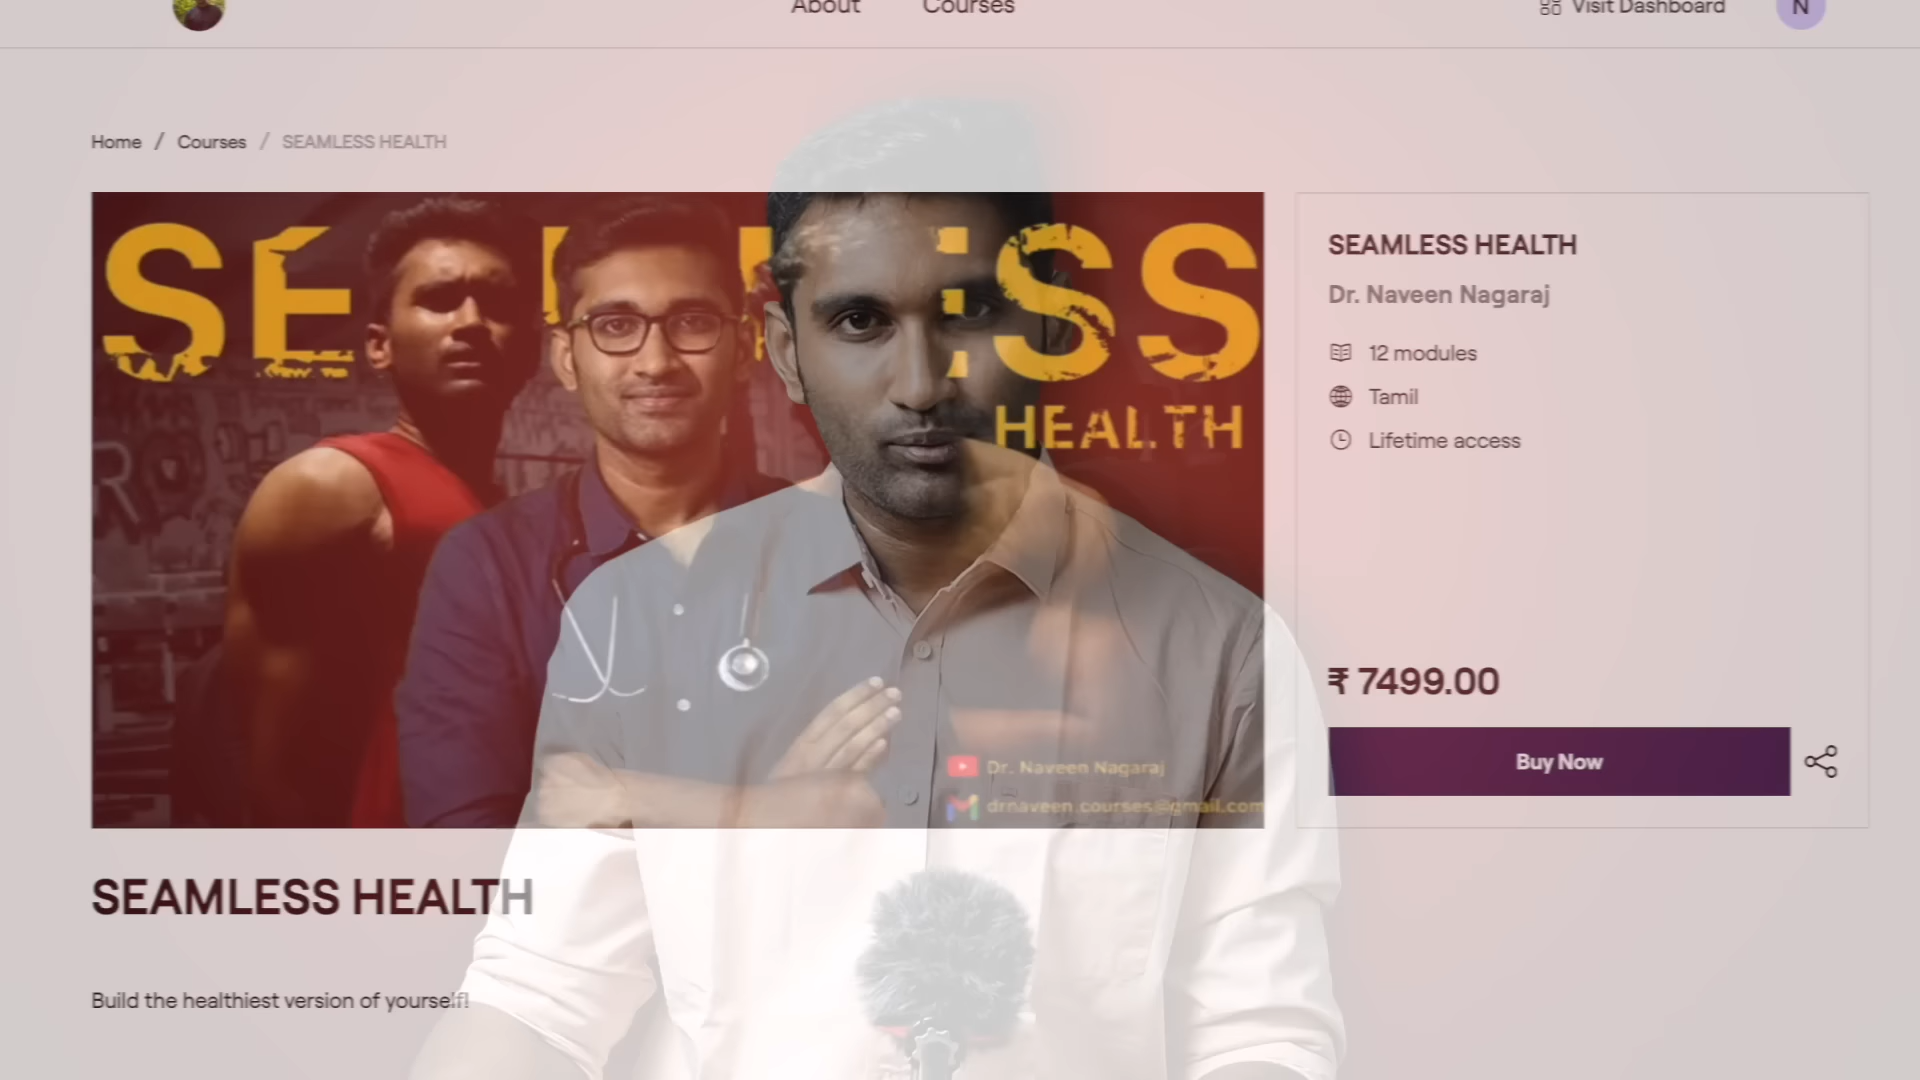 About
Courses
Visit Dashboard
N
Home / Courses / SEAMLESS HEALTH
HEALTH
Dr. Naveen Nagaraj
drnaveen.courses@gmail.com
SEAMLESS HEALTH
Dr. Naveen Nagaraj
12 modules
Tamil
Lifetime access
₹ 7499.00
Buy Now
SEAMLESS HEALTH
Build the healthiest version of yourself!